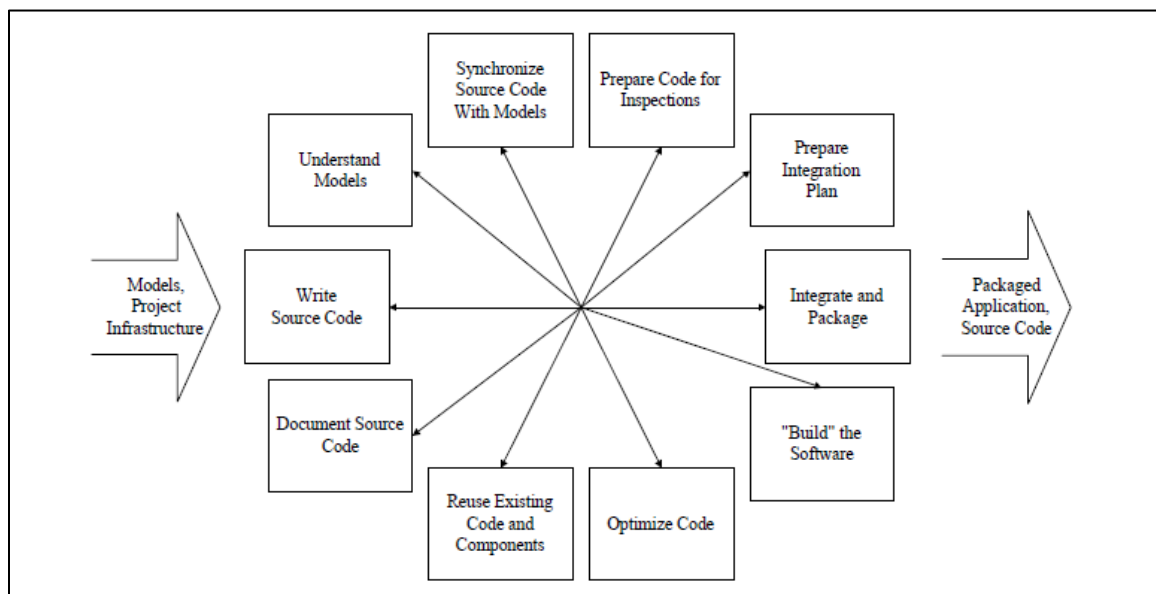 Synchronize
Source Code
With Models
Prepare Code for
Inspections
Understand
Models
Prepare
Integration
Plan
Models,
Project
Infrastructure
Write
Source Code
Integrate and
Package
Packaged
Application,
Source Code
Document Source
Code
"Build" the
Software
Reuse Existing
Code and
Components
Optimize Code